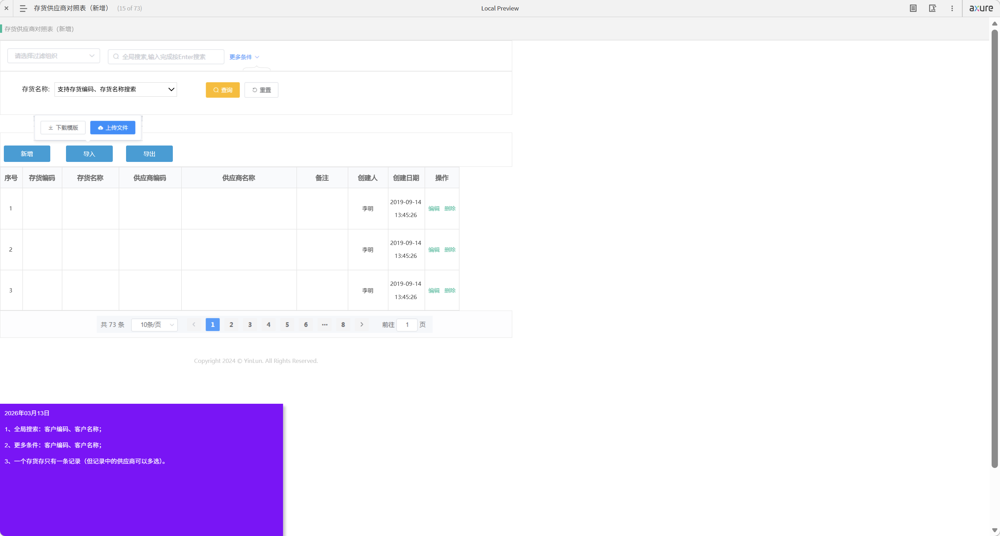 存货供应商对照表（新增） (15 of 73)
Local Preview
axure
存货供应商对照表（新增）
请选择过滤组织
全局搜索,输入完成按Enter搜索
更多条件
存货名称:
支持存货编码、存货名称搜索
查询
重置
下载模版
上传文件
新增
导入
导出
序号 存货编码 存货名称 供应商编码 供应商名称 备注 创建人 创建日期 操作
1 李明 2019-09-14 13:45:26 编辑 删除
2 李明 2019-09-14 13:45:26 编辑 删除
3 李明 2019-09-14 13:45:26 编辑 删除
共 73 条 10条/页 1 2 3 4 5 6 ••• 8 前往 1 页
Copyright 2024 © YinLun. All Rights Reserved.
2026年03月13日
1、全局搜索：客户编码、客户名称；
2、更多条件：客户编码、客户名称；
3、一个存货存只有一条记录（但记录中的供应商可以多选）。